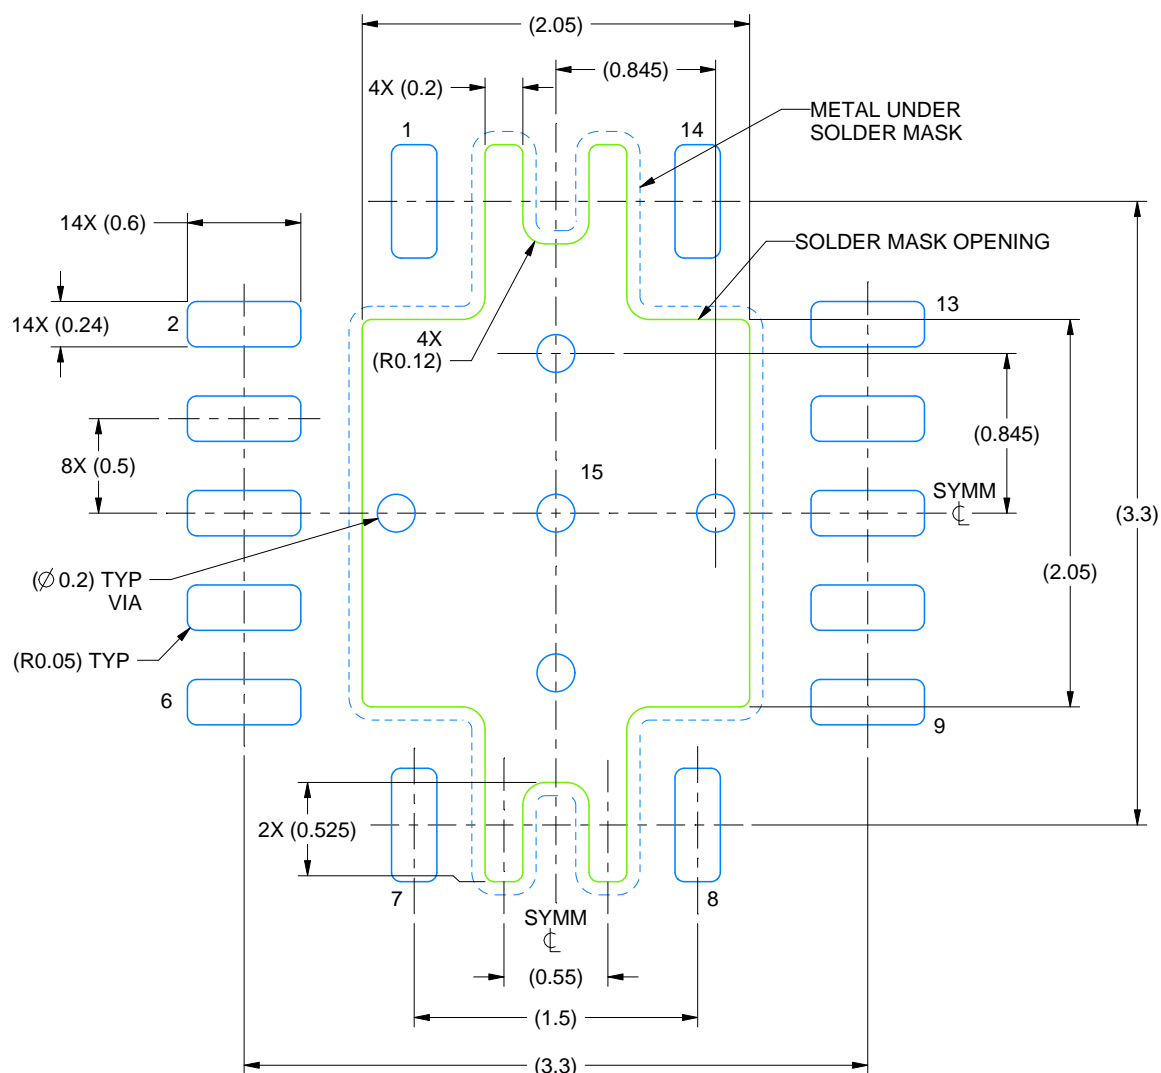 (2.05)
(0.845)
4X (0.2)
METAL UNDER
SOLDER MASK
1
14
14X (0.6)
SOLDER MASK OPENING
2
13
14X (0.24)
4X
(R0.12)
(0.845)
8X (0.5)
15
SYMM
℄
(3.3)
(2.05)
(∅0.2) TYP
VIA
(R0.05) TYP
6
9
2X (0.525)
7
8
SYMM
℄
(0.55)
(1.5)
(3.3)